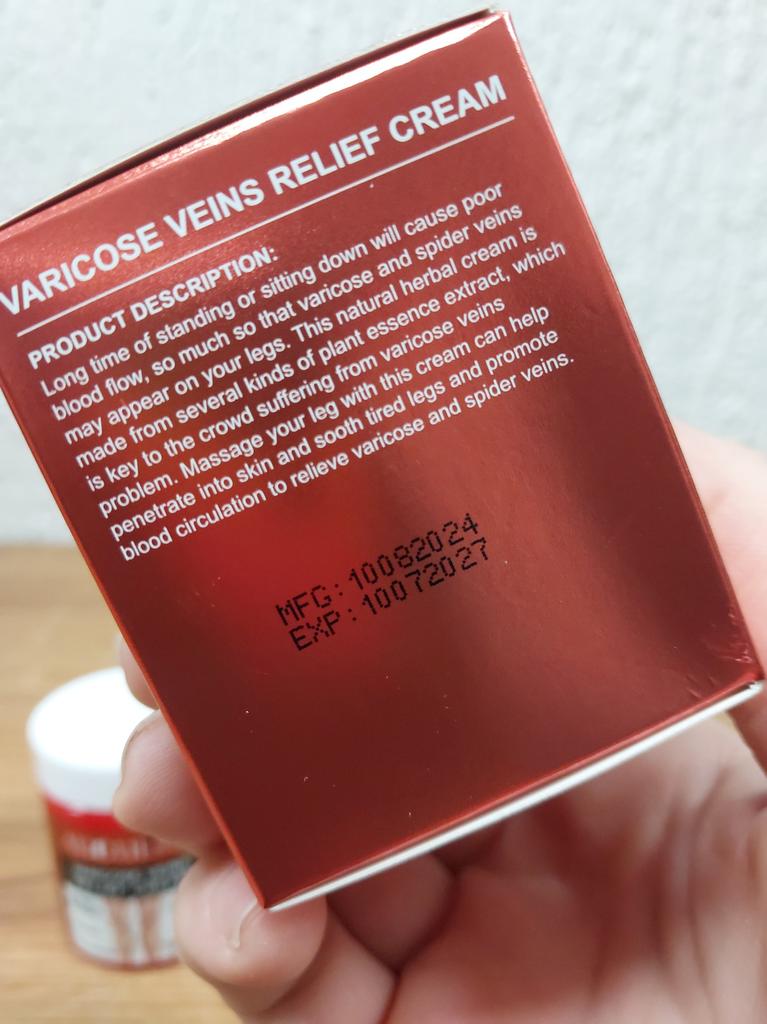 VARICOSE VEINS RELIEF CREAM
PRODUCT DESCRIPTION:
Long time of standing or sitting down will cause poor
blood flow, so much so that varicose and spider veins
may appear on your legs. This natural herbal cream is
made from several kinds of plant essence extract, which
is key to the crowd suffering from varicose veins
problem. Massage your leg with this cream can help
penetrate into skin and sooth tired legs and promote
blood circulation to relieve varicose and spider veins.
MFG:10082024
EXP:10072027